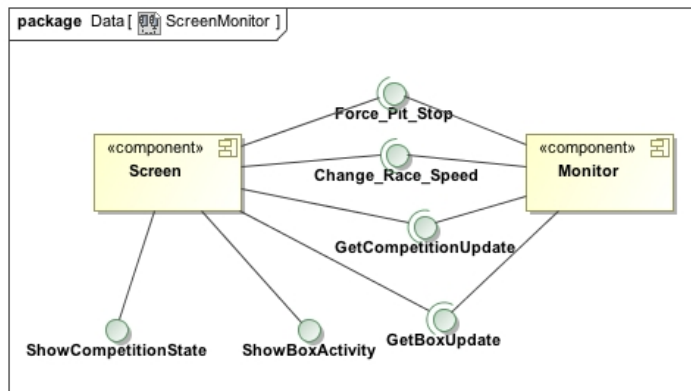 package Data [ ScreenMonitor ]
Force_Pit_Stop
«component»
Screen
«component»
Monitor
Change_Race_Speed
GetCompetitionUpdate
ShowCompetitionState
ShowBoxActivity
GetBoxUpdate